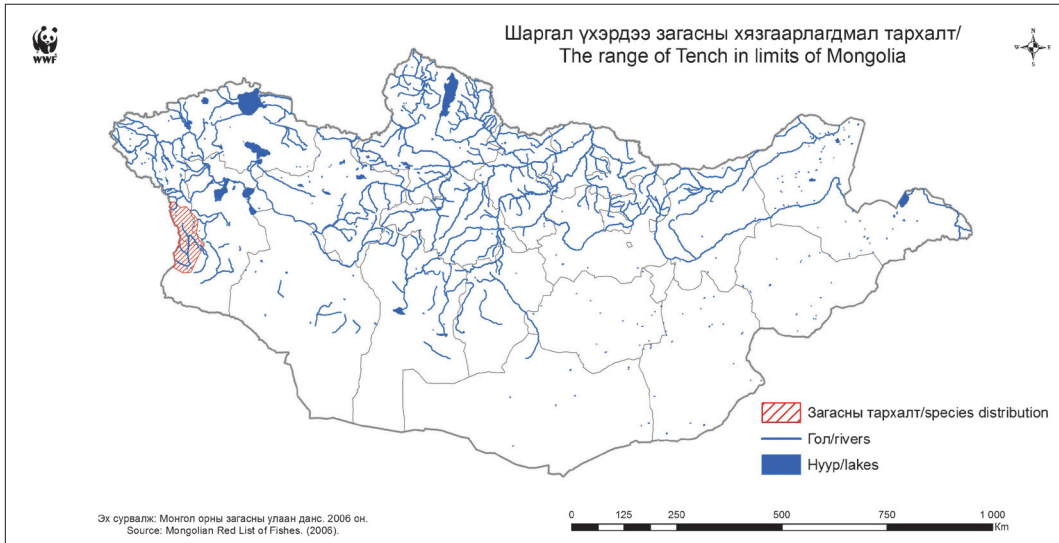 WWF
Шаргал үхэрдээ загасны хязгаарлагдмал тархалт/
The range of Tench in limits of Mongolia
N
W E
S
Загасны тархалт/species distribution
Гол/rivers
Нуур/lakes
Эх сурвалж: Монгол орны загасны улаан данс. 2006 он.
Source: Mongolian Red List of Fishes. (2006).
0 125 250 500 750 1 000
Km